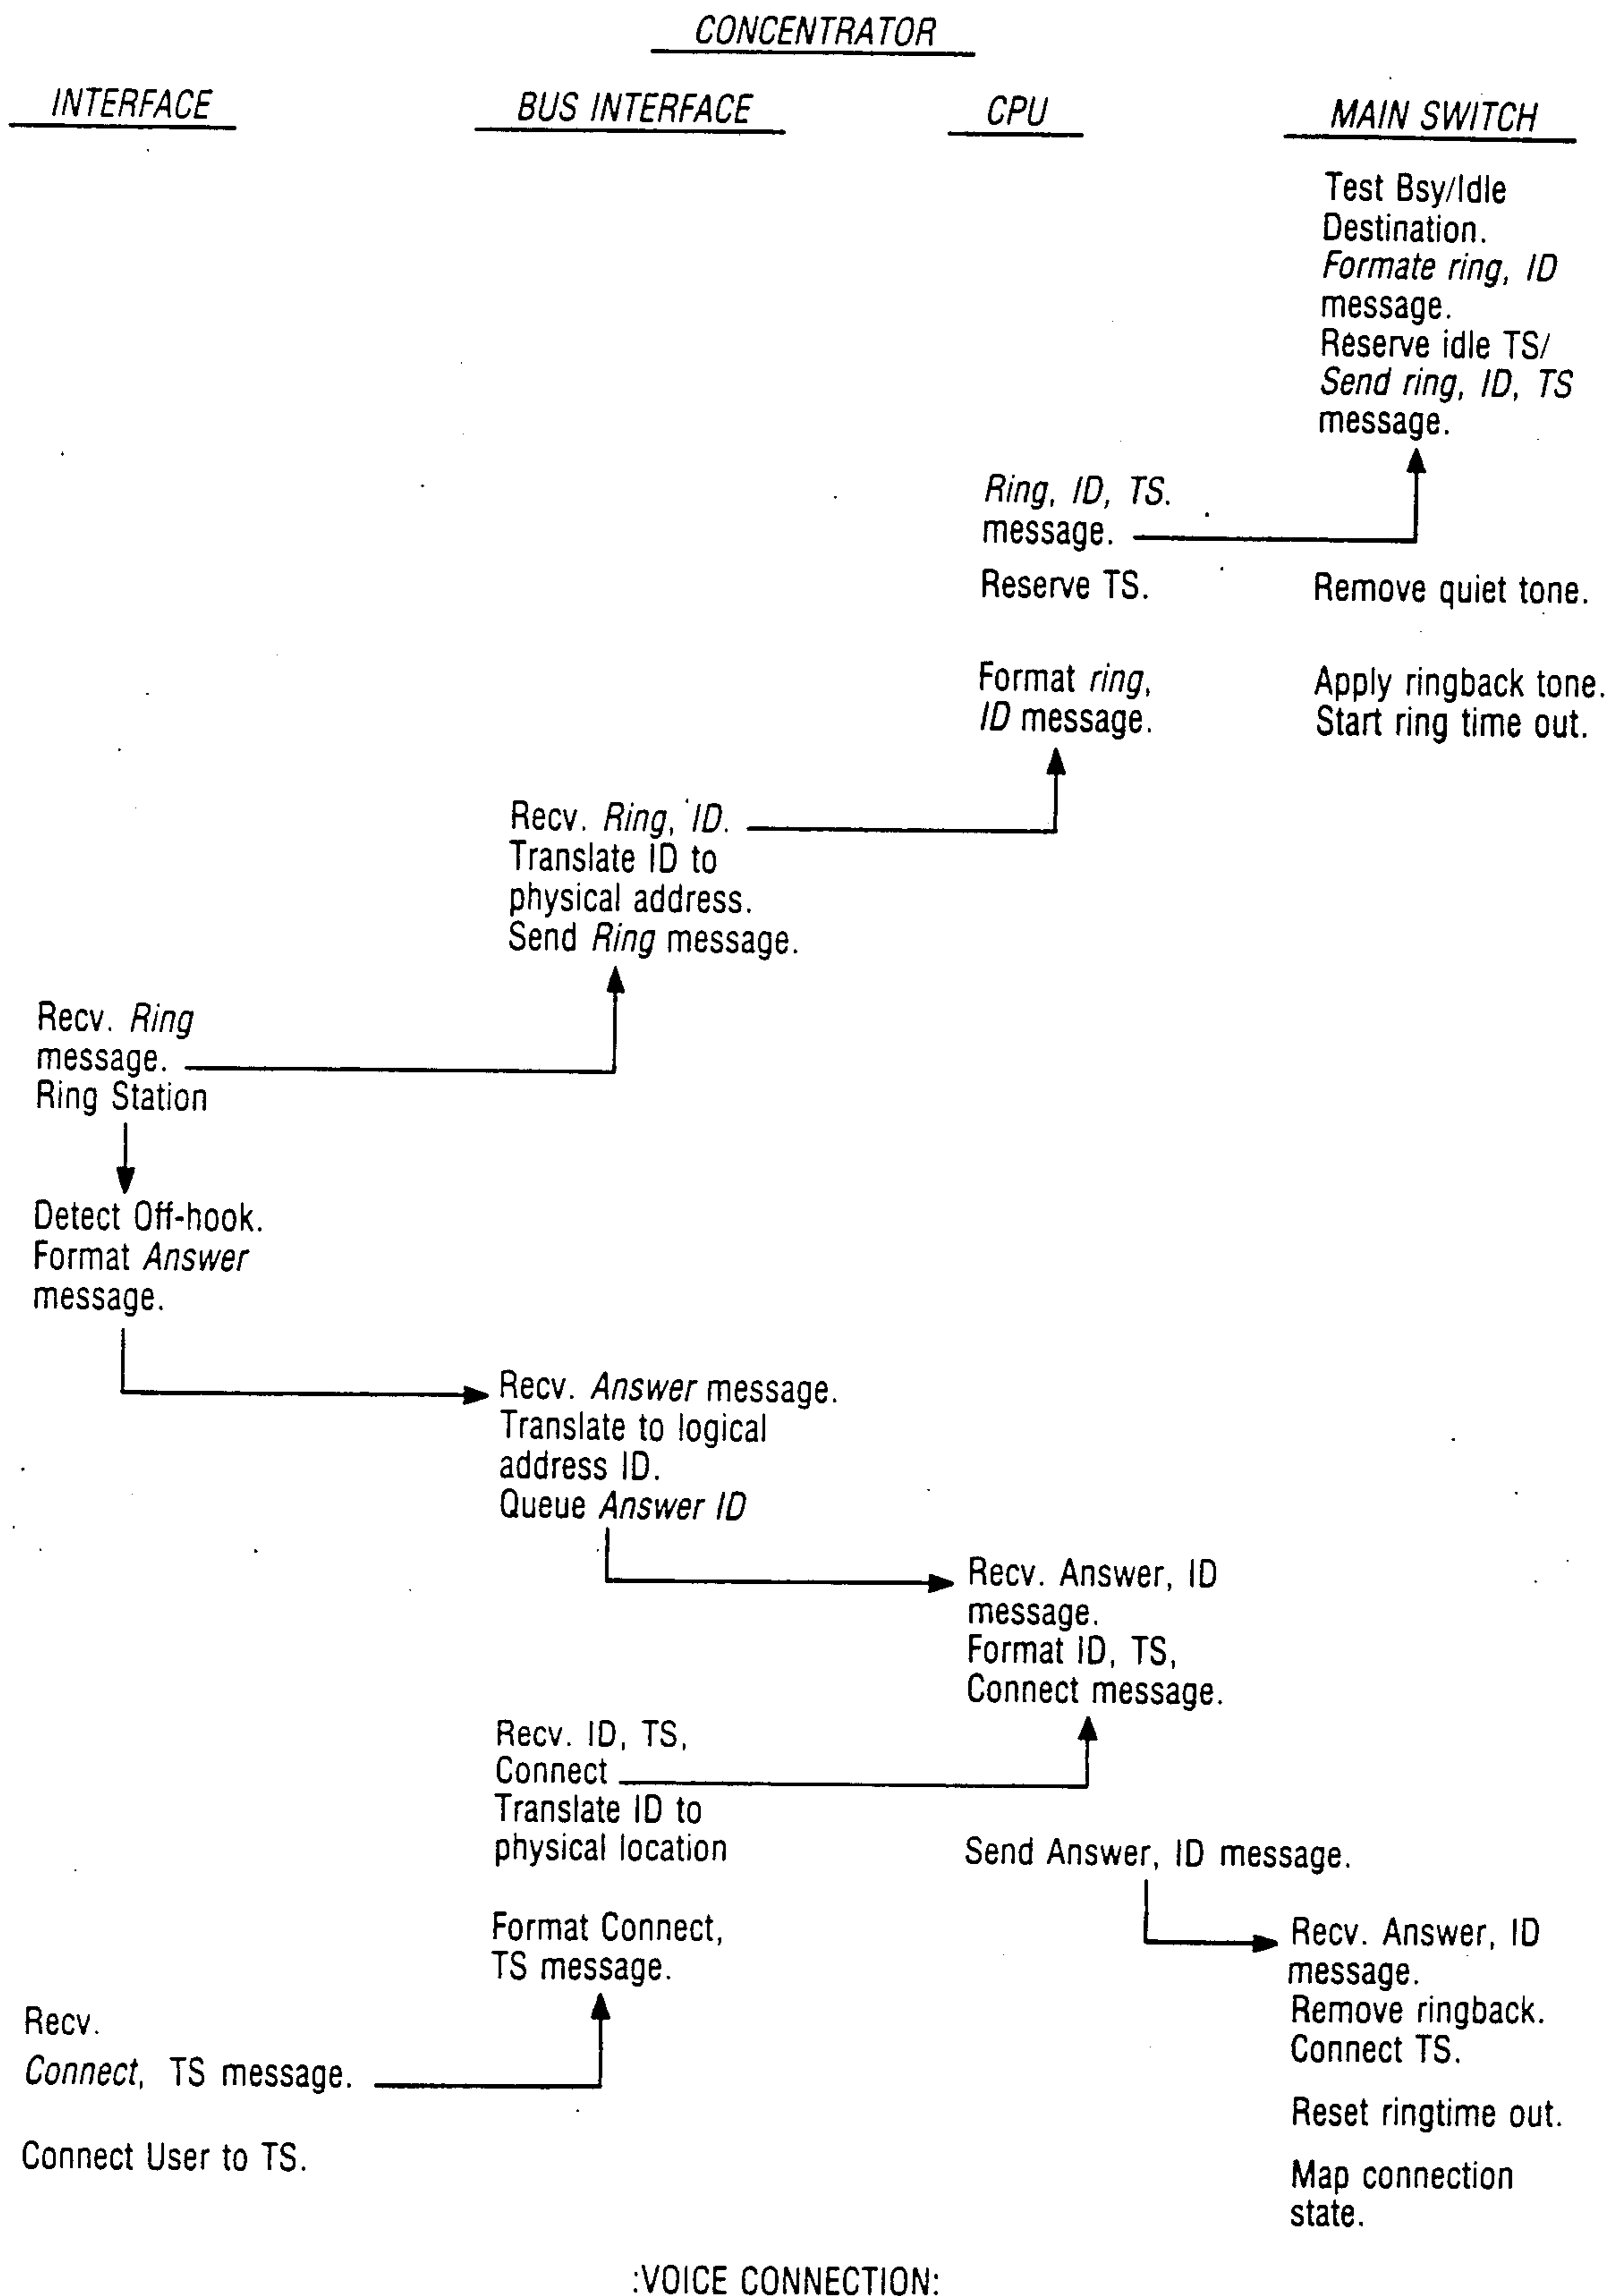 CONCENTRATOR
INTERFACE
BUS INTERFACE
CPU
MAIN SWITCH
Test Bsy/Idle
Destination.
Formate ring, ID
message.
Reserve idle TS/
Send ring, ID, TS
message.
Ring, ID, TS.
message.
Reserve TS.
Remove quiet tone.
Format ring,
ID message.
Apply ringback tone.
Start ring time out.
Recv. Ring, ID.
Translate ID to
physical address.
Send Ring message.
Recv. Ring
message.
Ring Station
Detect Off-hook.
Format Answer
message.
Recv. Answer message.
Translate to logical
address ID.
Queue Answer ID
Recv. Answer, ID
message.
Format ID, TS,
Connect message.
Recv. ID, TS,
Connect
Translate ID to
physical location
Send Answer, ID message.
Format Connect,
TS message.
Recv. Answer, ID
message.
Remove ringback.
Connect TS.
Recv.
Connect, TS message.
Reset ringtime out.
Connect User to TS.
Map connection
state.
:VOICE CONNECTION: